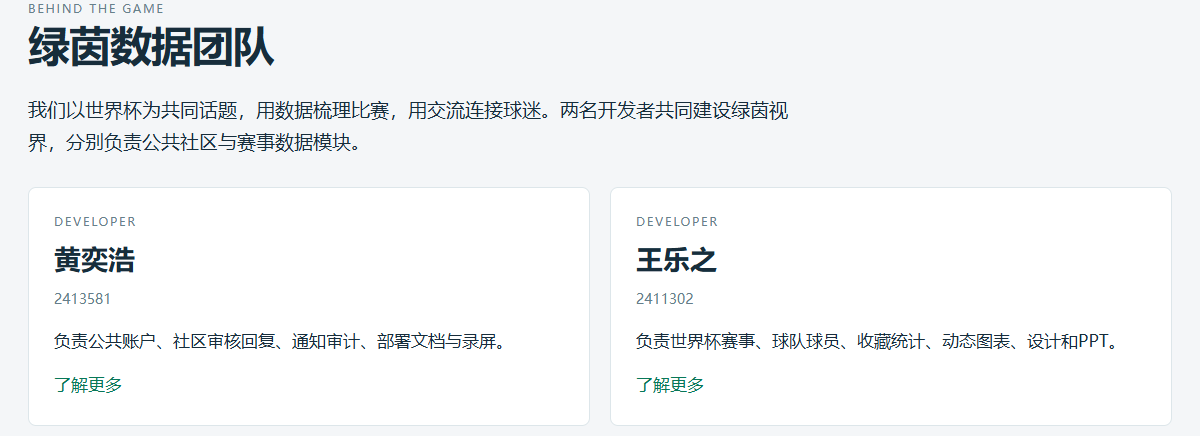 BEHIND THE GAME
绿茵数据团队
我们以世界杯为共同话题，用数据梳理比赛，用交流连接球迷。两名开发者共同建设绿茵视
界，分别负责公共社区与赛事数据模块。
DEVELOPER
黄奕浩
2413581
负责公共账户、社区审核回复、通知审计、部署文档与录屏。
了解更多
DEVELOPER
王乐之
2411302
负责世界杯赛事、球队球员、收藏统计、动态图表、设计和PPT。
了解更多